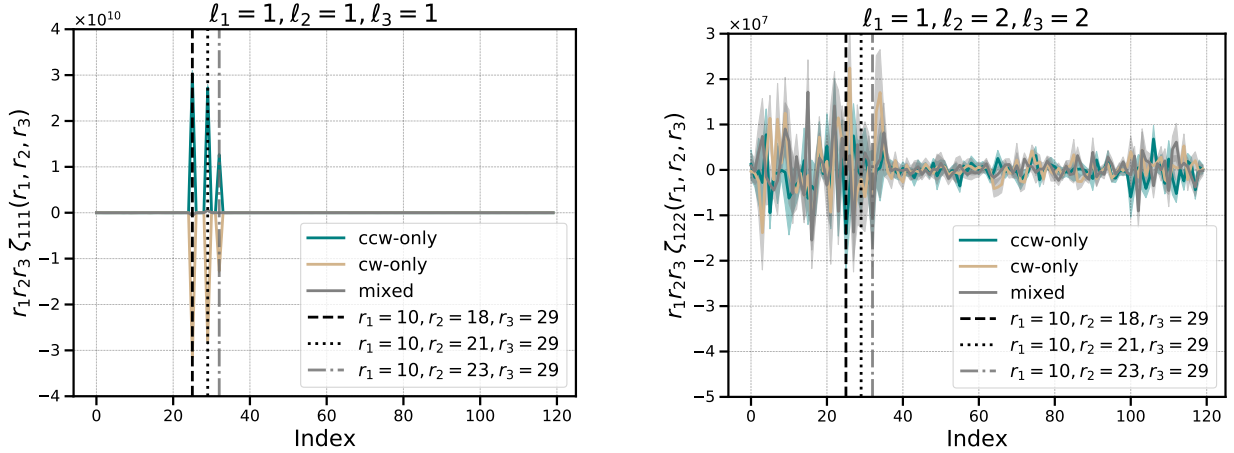 ℓ₁ = 1, ℓ₂ = 1, ℓ₃ = 1
×10¹⁰
4
3
2
1
0
−1
−2
−3
−4
r₁r₂r₃ ζ₁₁₁(r₁, r₂, r₃)
ccw-only
cw-only
mixed
r₁ = 10, r₂ = 18, r₃ = 29
r₁ = 10, r₂ = 21, r₃ = 29
r₁ = 10, r₂ = 23, r₃ = 29
0 20 40 60 80 100 120
Index
ℓ₁ = 1, ℓ₂ = 2, ℓ₃ = 2
×10⁷
3
2
1
0
−1
−2
−3
−4
−5
r₁r₂r₃ ζ₁₂₂(r₁, r₂, r₃)
ccw-only
cw-only
mixed
r₁ = 10, r₂ = 18, r₃ = 29
r₁ = 10, r₂ = 21, r₃ = 29
r₁ = 10, r₂ = 23, r₃ = 29
0 20 40 60 80 100 120
Index